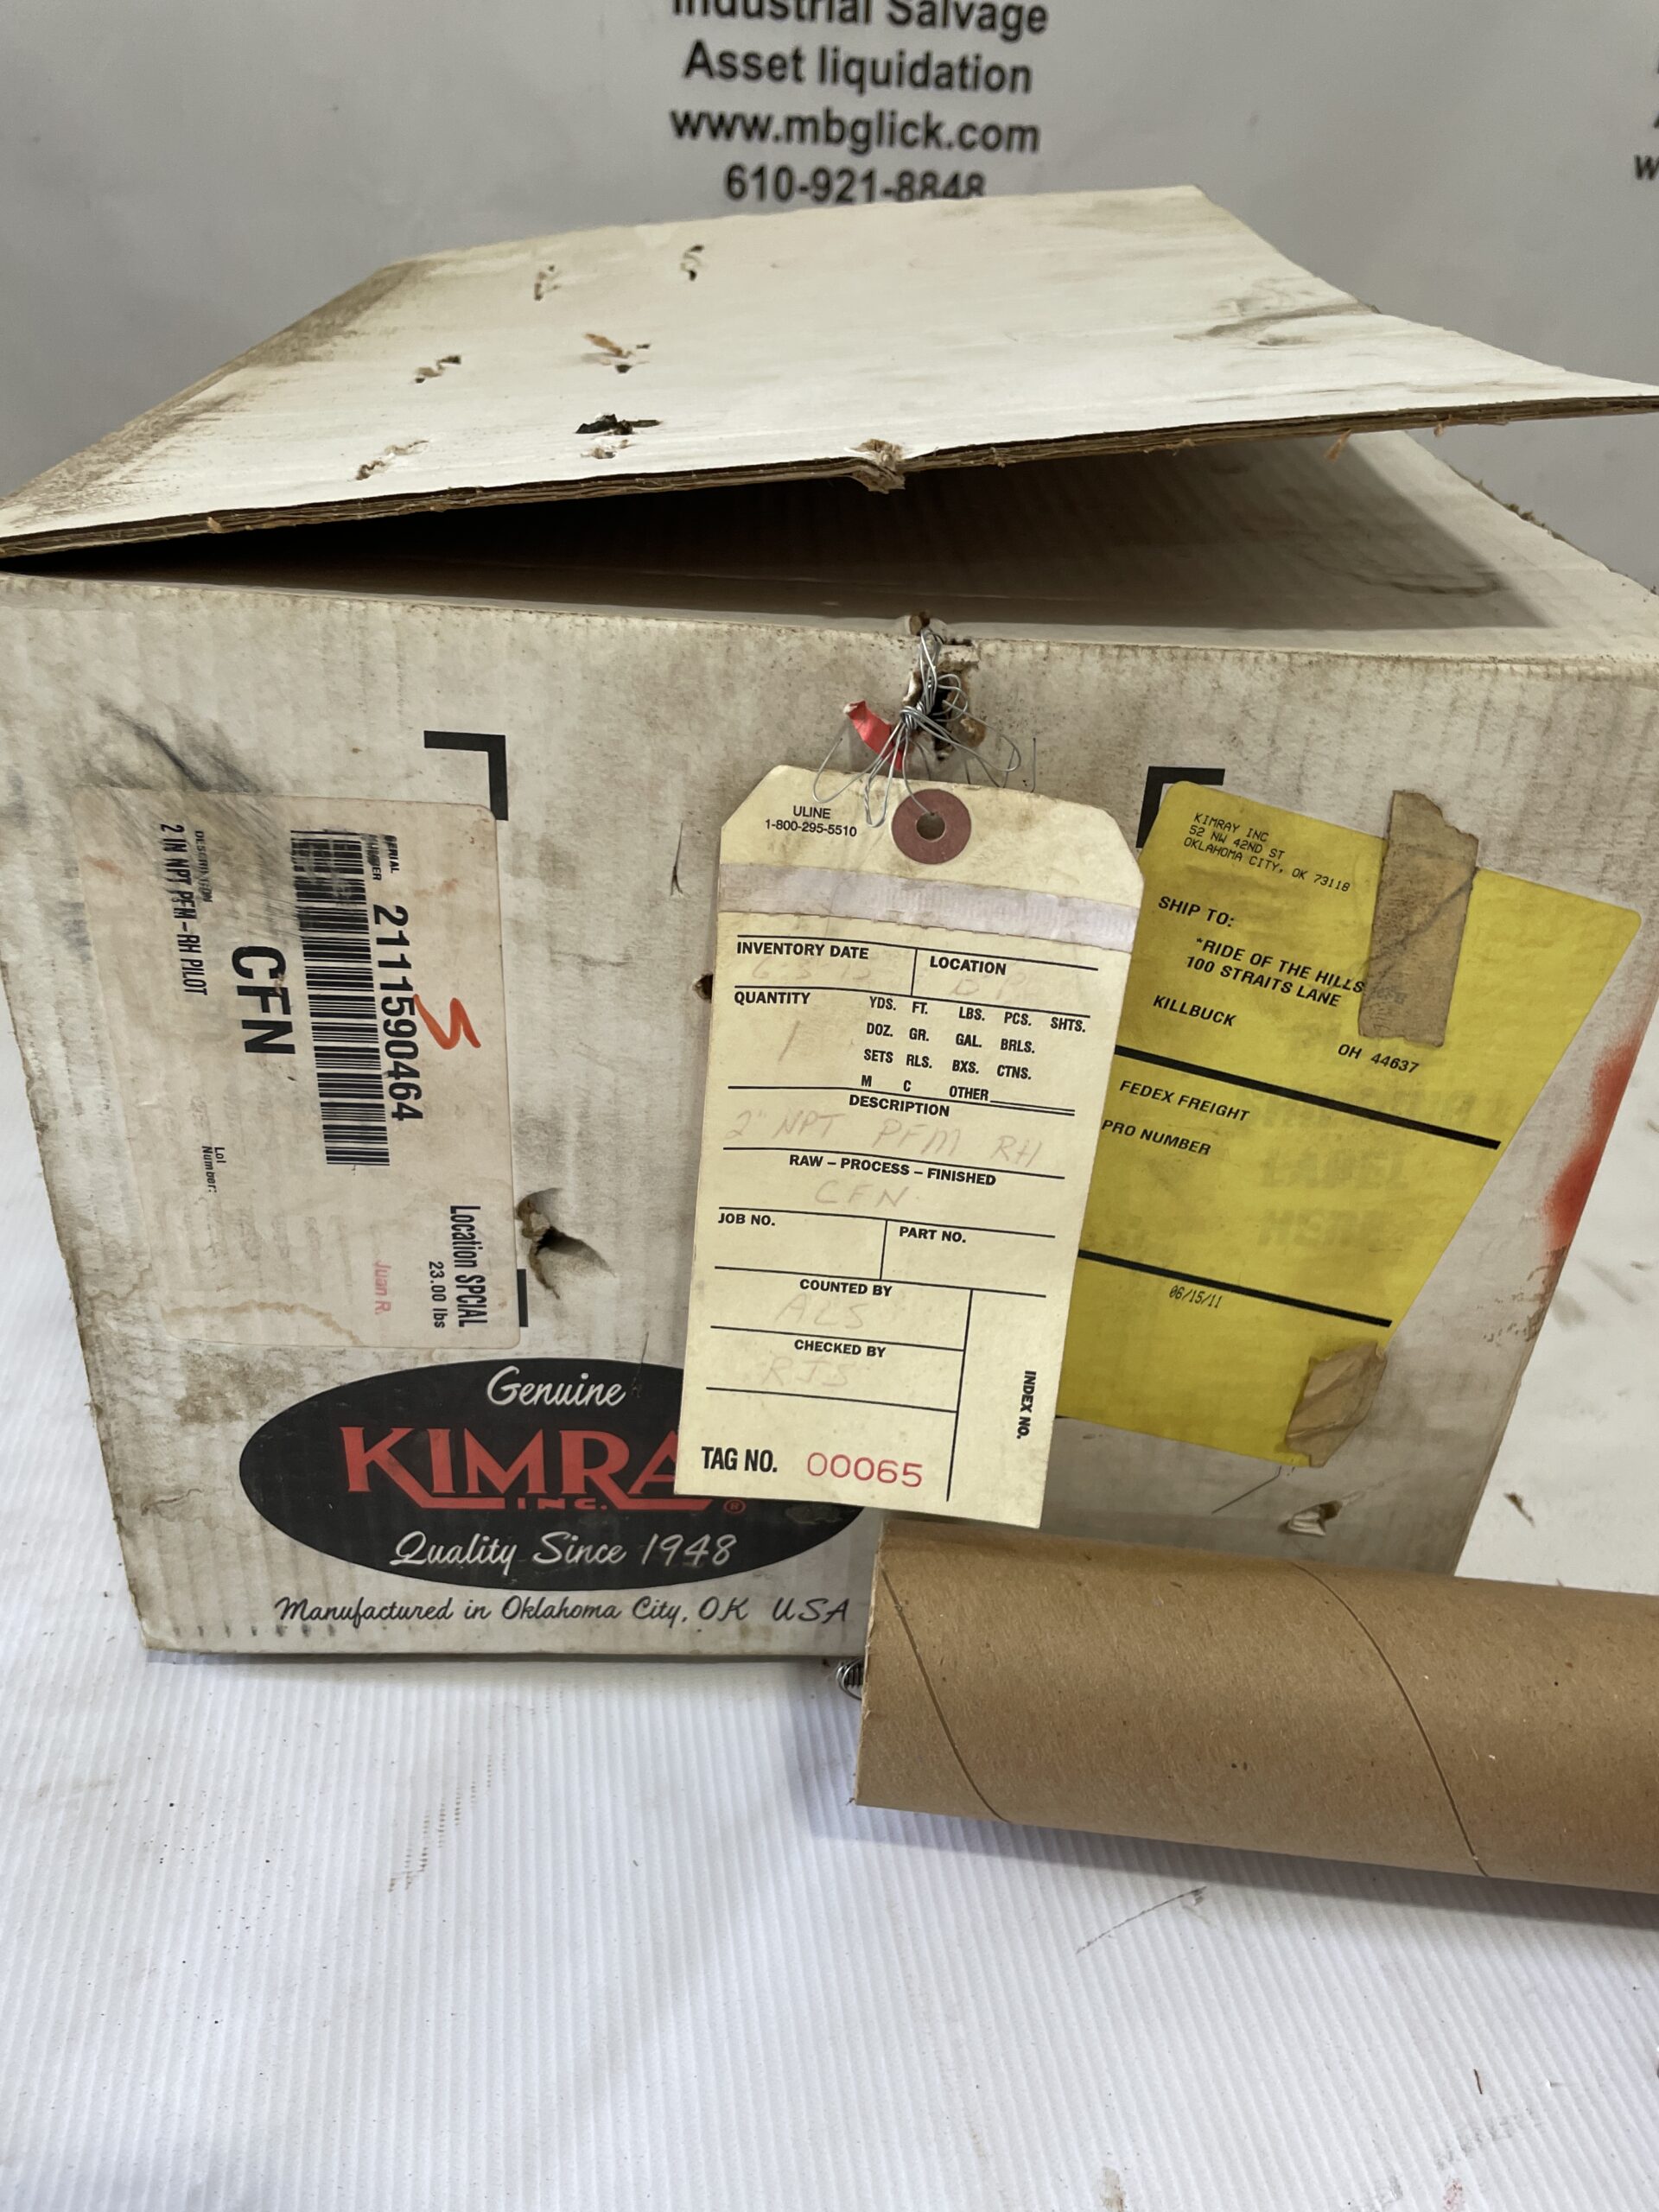 Industrial Salvage
Asset liquidation
www.mbglick.com
610-921-8848
SERIAL
NUMBER
2111590464
S
CFN
DESCRIPTION
2 IN NPT PFM-RH PILOT
Lot
Number:
Location SPCIAL
23.00 lbs
Juan R.
Genuine
KIMRA
INC. ®
Quality Since 1948
Manufactured in Oklahoma City, OK USA
ULINE
1-800-295-5510
INVENTORY DATE
LOCATION
QUANTITY
1
YDS. FT. LBS. PCS. SHTS.
DOZ. GR. GAL. BRLS.
SETS RLS. BXS. CTNS.
M C OTHER
DESCRIPTION
2" NPT PFM RH
RAW – PROCESS – FINISHED
CFN
JOB NO.
PART NO.
COUNTED BY
ALS
CHECKED BY
RJS
INDEX NO.
TAG NO. 00065
KIMRAY INC
52 NW 42ND ST
OKLAHOMA CITY, OK 73118
SHIP TO:
*RIDE OF THE HILLS
100 STRAITS LANE
KILLBUCK
OH 44637
FEDEX FREIGHT
PRO NUMBER
06/15/11